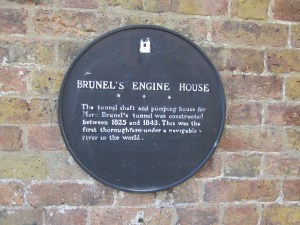 BRUNEL'S ENGINE HOUSE
The tunnel shaft and pumping house for
Marc Brunel's tunnel was constructed
between 1825 and 1843. This was the
first thoroughfare under a navigable
river in the world.